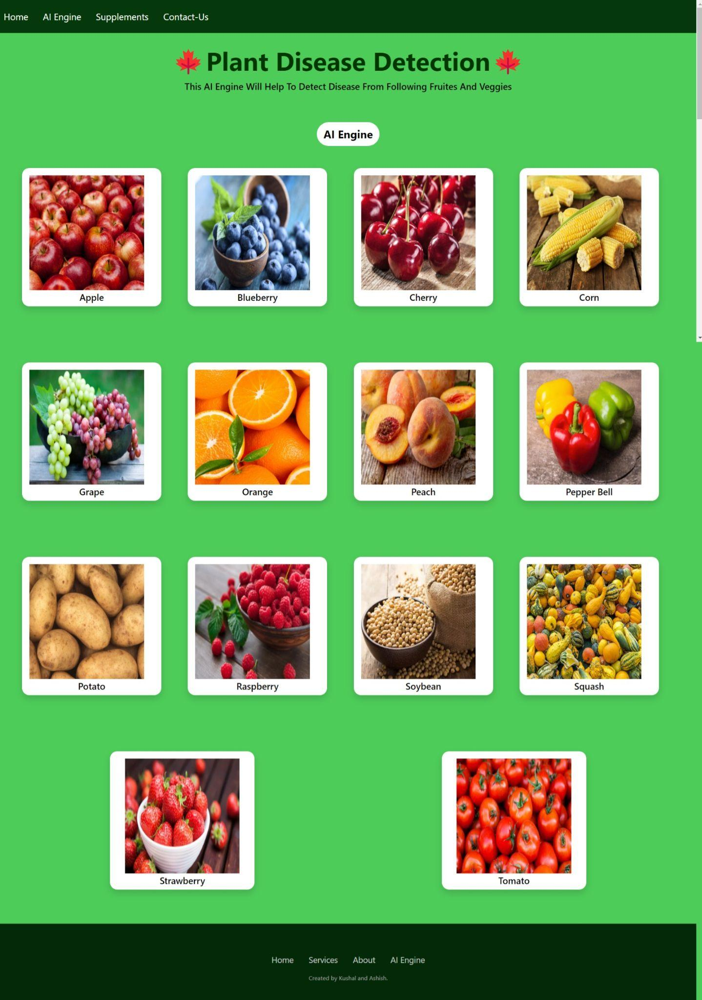 Home AI Engine Supplements Contact-Us
Plant Disease Detection
This AI Engine Will Help To Detect Disease From Following Fruites And Veggies
AI Engine
Apple
Blueberry
Cherry
Corn
Grape
Orange
Peach
Pepper Bell
Potato
Raspberry
Soybean
Squash
Strawberry
Tomato
Home Services About AI Engine
Created by Kushal and Ashish.